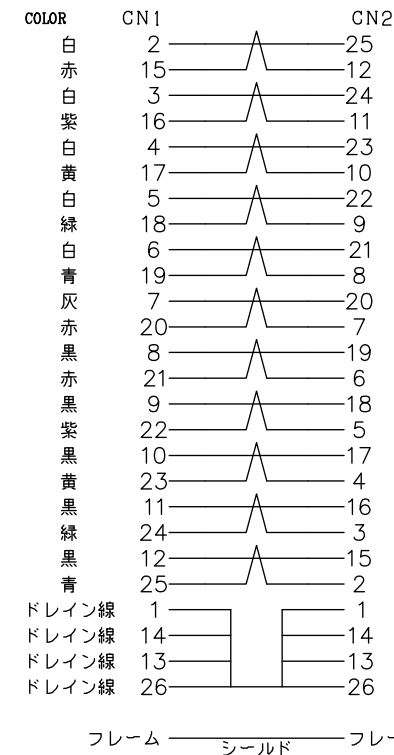 COLOR CN1 CN2
白 2 25
赤 15 12
白 3 24
紫 16 11
白 4 23
黄 17 10
白 5 22
緑 18 9
白 6 21
青 19 8
灰 7 20
赤 20 7
黒 8 19
赤 21 6
黒 9 18
紫 22 5
黒 10 17
黄 23 4
黒 11 16
緑 24 3
黒 12 15
青 25 2
ドレイン線 1 1
ドレイン線 14 14
ドレイン線 13 13
ドレイン線 26 26
フレーム シールド フレー